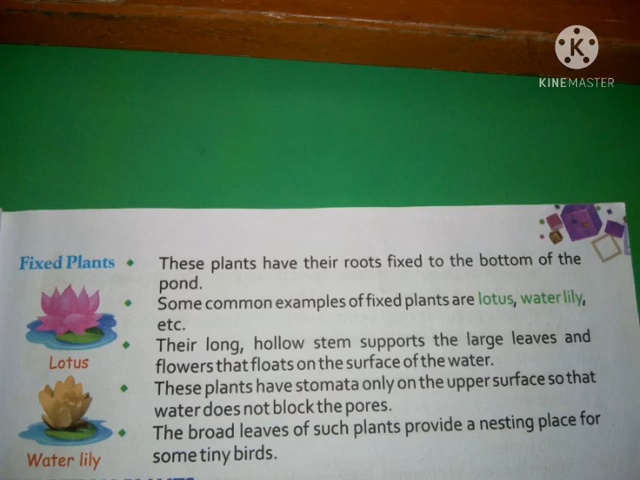 KINEMASTER
Fixed Plants • These plants have their roots fixed to the bottom of the
pond.
• Some common examples of fixed plants are lotus, water lily,
etc.
• Their long, hollow stem supports the large leaves and
Lotus
flowers that floats on the surface of the water.
• These plants have stomata only on the upper surface so that
water does not block the pores.
• The broad leaves of such plants provide a nesting place for
Water lily
some tiny birds.